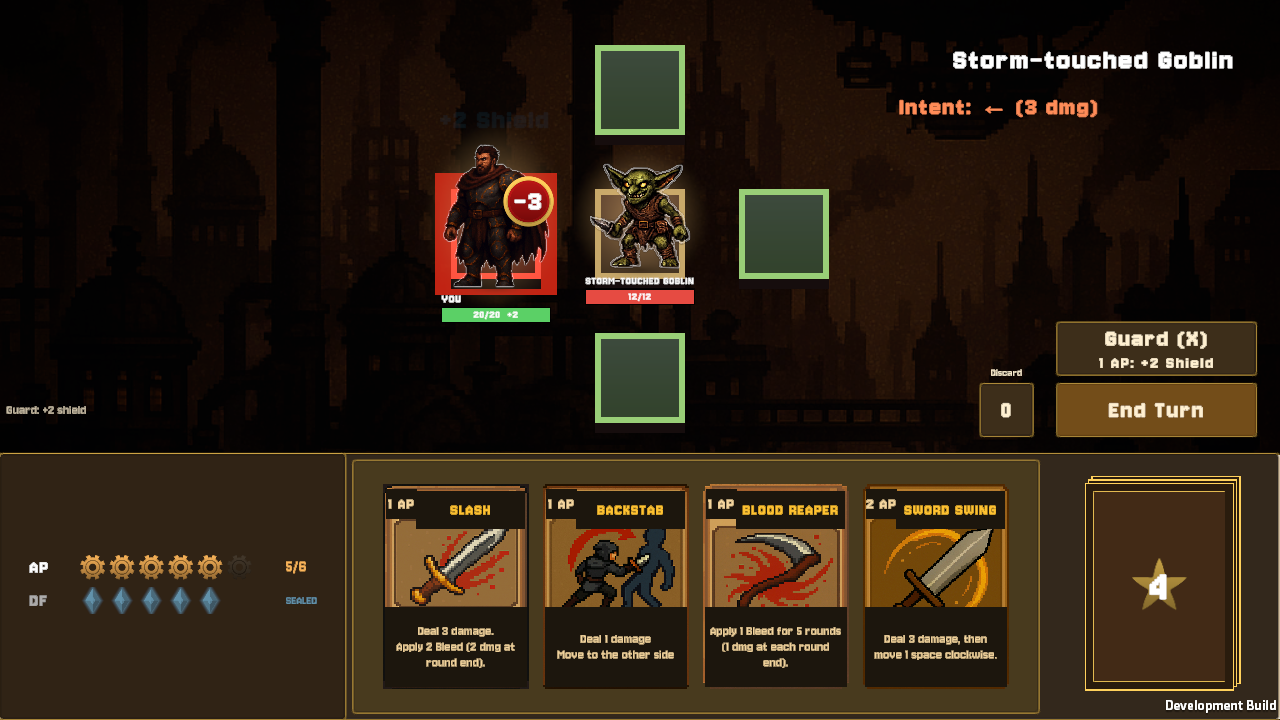 Storm-touched Goblin
Intent: ← (3 dmg)
+2 Shield
-3
YOU
20/20 +2
STORM-TOUCHED GOBLIN
12/12
Guard (X)
1 AP: +2 Shield
Discard
0
End Turn
Guard: +2 shield
AP
5/6
DF
SEALED
1 AP
SLASH
Deal 3 damage.
Apply 2 Bleed (2 dmg at
round end).
1 AP
BACKSTAB
Deal 1 damage
Move to the other side
1 AP
BLOOD REAPER
Apply 1 Bleed for 5 rounds
(1 dmg at each round
end).
2 AP
SWORD SWING
Deal 3 damage, then
move 1 space clockwise.
4
Development Build